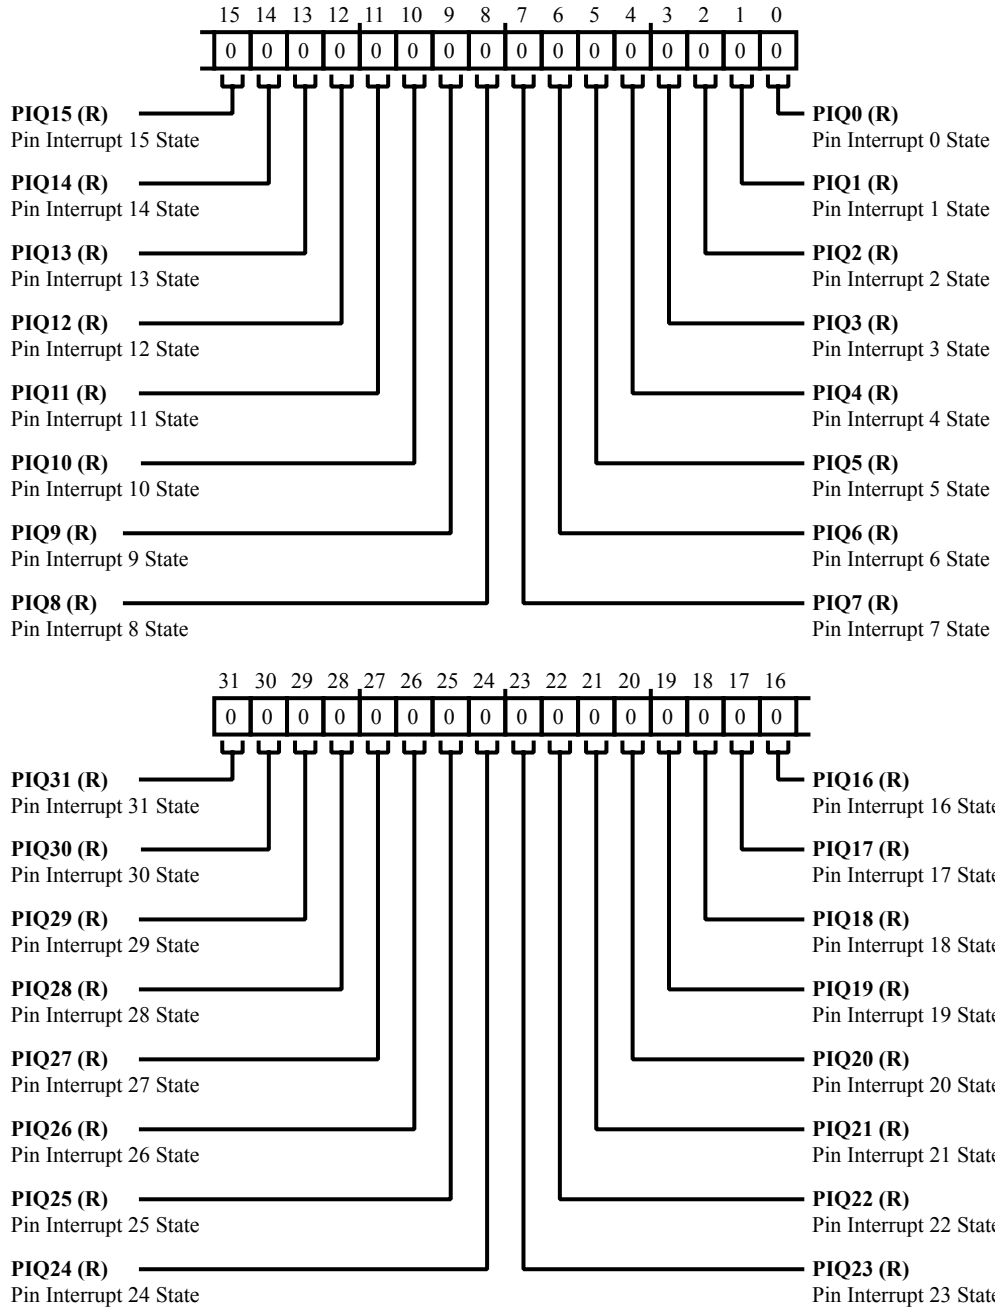 15 14 13 12 11 10 9 8 7 6 5 4 3 2 1 0
0 0 0 0 0 0 0 0 0 0 0 0 0 0 0 0
PIQ15 (R)
Pin Interrupt 15 State
PIQ14 (R)
Pin Interrupt 14 State
PIQ13 (R)
Pin Interrupt 13 State
PIQ12 (R)
Pin Interrupt 12 State
PIQ11 (R)
Pin Interrupt 11 State
PIQ10 (R)
Pin Interrupt 10 State
PIQ9 (R)
Pin Interrupt 9 State
PIQ8 (R)
Pin Interrupt 8 State
PIQ0 (R)
Pin Interrupt 0 State
PIQ1 (R)
Pin Interrupt 1 State
PIQ2 (R)
Pin Interrupt 2 State
PIQ3 (R)
Pin Interrupt 3 State
PIQ4 (R)
Pin Interrupt 4 State
PIQ5 (R)
Pin Interrupt 5 State
PIQ6 (R)
Pin Interrupt 6 State
PIQ7 (R)
Pin Interrupt 7 State
31 30 29 28 27 26 25 24 23 22 21 20 19 18 17 16
0 0 0 0 0 0 0 0 0 0 0 0 0 0 0 0
PIQ31 (R)
Pin Interrupt 31 State
PIQ30 (R)
Pin Interrupt 30 State
PIQ29 (R)
Pin Interrupt 29 State
PIQ28 (R)
Pin Interrupt 28 State
PIQ27 (R)
Pin Interrupt 27 State
PIQ26 (R)
Pin Interrupt 26 State
PIQ25 (R)
Pin Interrupt 25 State
PIQ24 (R)
Pin Interrupt 24 State
PIQ16 (R)
Pin Interrupt 16 State
PIQ17 (R)
Pin Interrupt 17 State
PIQ18 (R)
Pin Interrupt 18 State
PIQ19 (R)
Pin Interrupt 19 State
PIQ20 (R)
Pin Interrupt 20 State
PIQ21 (R)
Pin Interrupt 21 State
PIQ22 (R)
Pin Interrupt 22 State
PIQ23 (R)
Pin Interrupt 23 State